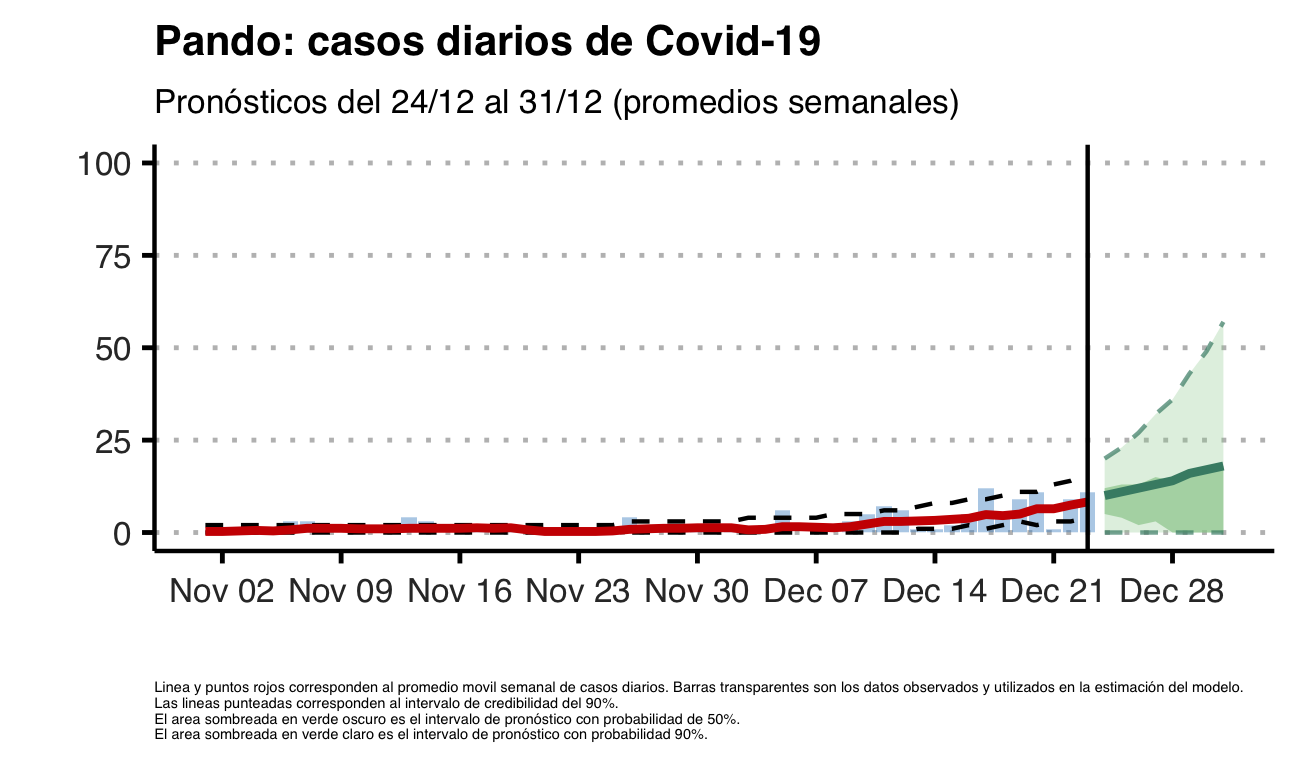 Pando: casos diarios de Covid-19
Pronósticos del 24/12 al 31/12 (promedios semanales)
100
75
50
25
0
Nov 02 Nov 09 Nov 16 Nov 23 Nov 30 Dec 07 Dec 14 Dec 21 Dec 28
Linea y puntos rojos corresponden al promedio movil semanal de casos diarios. Barras transparentes son los datos observados y utilizados en la estimación del modelo.
Las lineas punteadas corresponden al intervalo de credibilidad del 90%.
El area sombreada en verde oscuro es el intervalo de pronóstico con probabilidad de 50%.
El area sombreada en verde claro es el intervalo de pronóstico con probabilidad 90%.